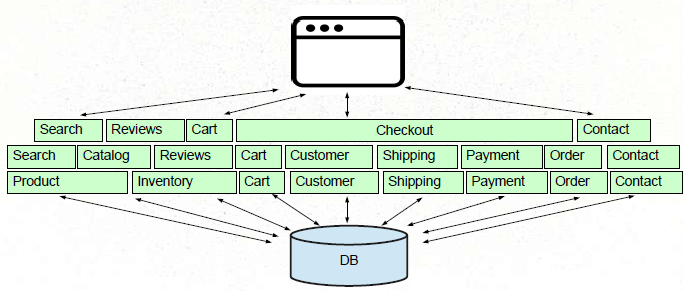 Search Reviews Cart Checkout Contact
Search Catalog Reviews Cart Customer Shipping Payment Order Contact
Product Inventory Cart Customer Shipping Payment Order Contact
DB